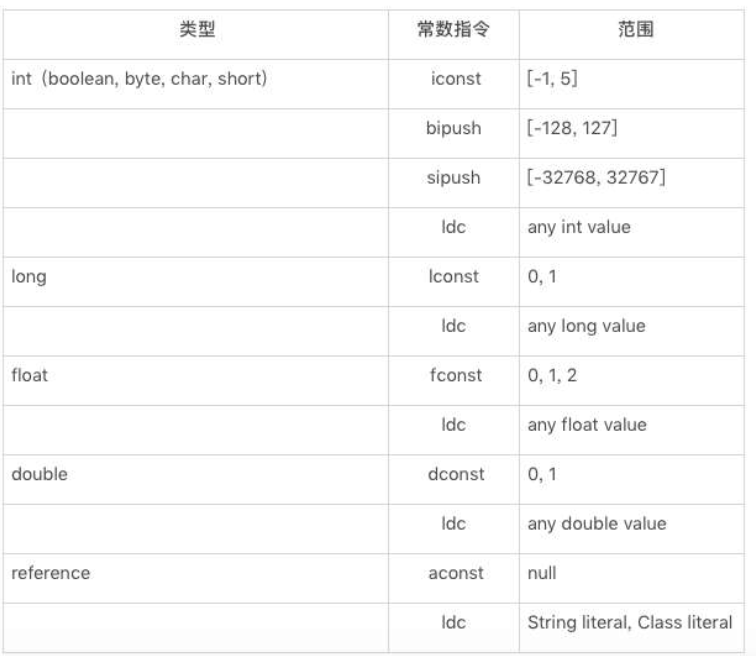 类型 常数指令 范围
int（boolean, byte, char, short） iconst [-1, 5]
bipush [-128, 127]
sipush [-32768, 32767]
ldc any int value
long lconst 0, 1
ldc any long value
float fconst 0, 1, 2
ldc any float value
double dconst 0, 1
ldc any double value
reference aconst null
ldc String literal, Class literal